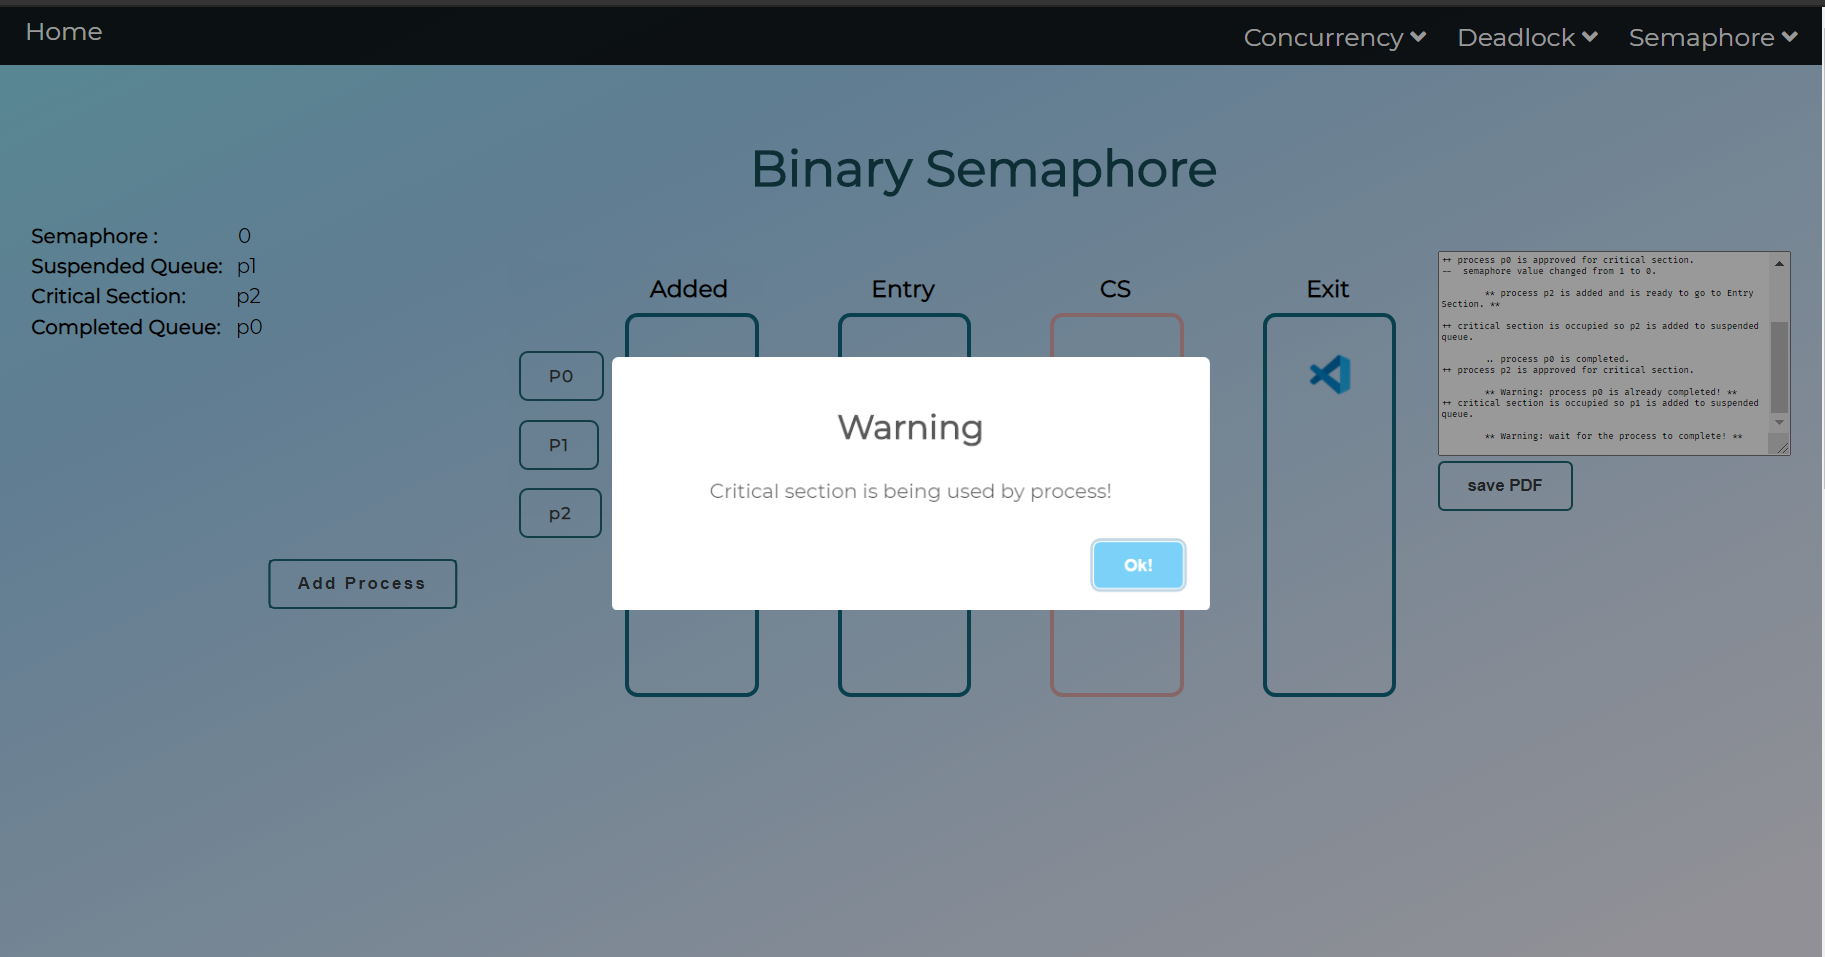 Home
Concurrency
Deadlock
Semaphore
Binary Semaphore
Semaphore : 0
Suspended Queue: p1
Critical Section: p2
Completed Queue: p0
Added
Entry
CS
Exit
P0
P1
p2
Add Process
Warning
Critical section is being used by process!
Ok!
++ process p0 is approved for critical section.
-- semaphore value changed from 1 to 0.
** process p2 is added and is ready to go to Entry
Section. **
++ critical section is occupied so p2 is added to suspended
queue.
.. process p0 is completed.
++ process p2 is approved for critical section.
** Warning: process p0 is already completed! **
++ critical section is occupied so p1 is added to suspended
queue.
** Warning: wait for the process to complete! **
save PDF